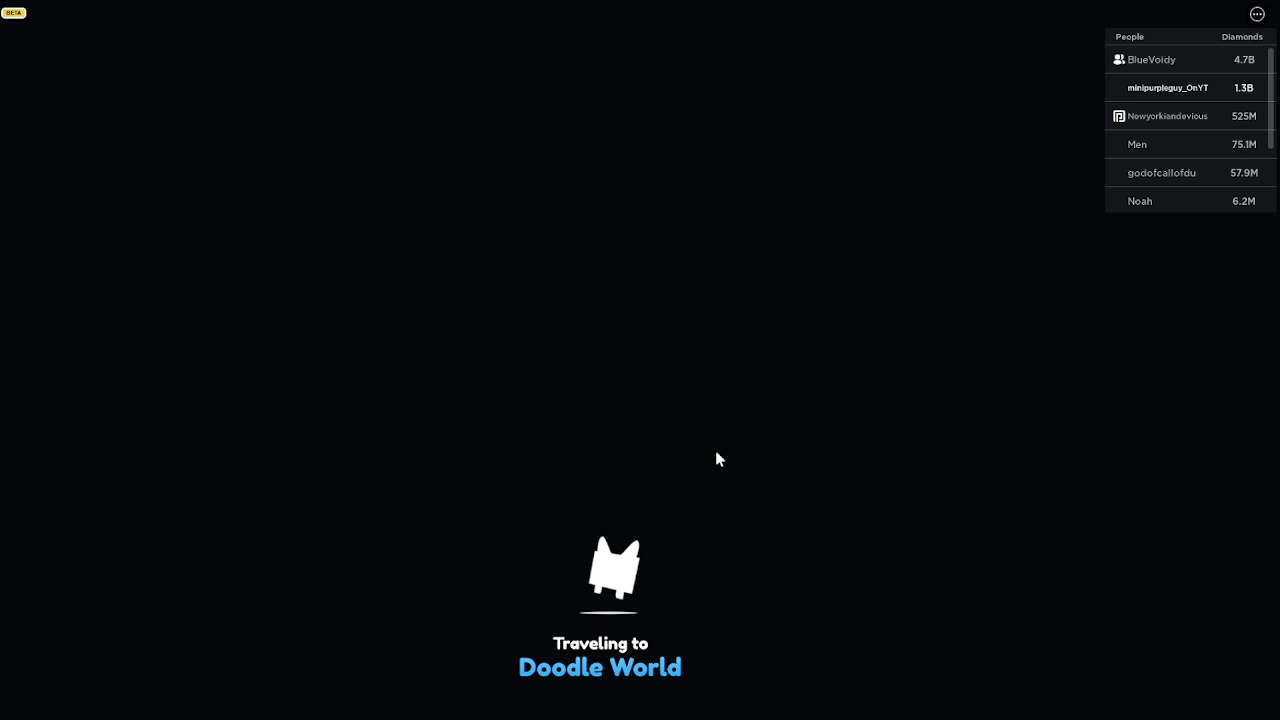 BETA
People Diamonds
BlueVoidy 4.7B
minipurpleguy_OnYT 1.3B
Newyorkiandevious 525M
Men 75.1M
godofcallofdu 57.9M
Noah 6.2M
Traveling to
Doodle World